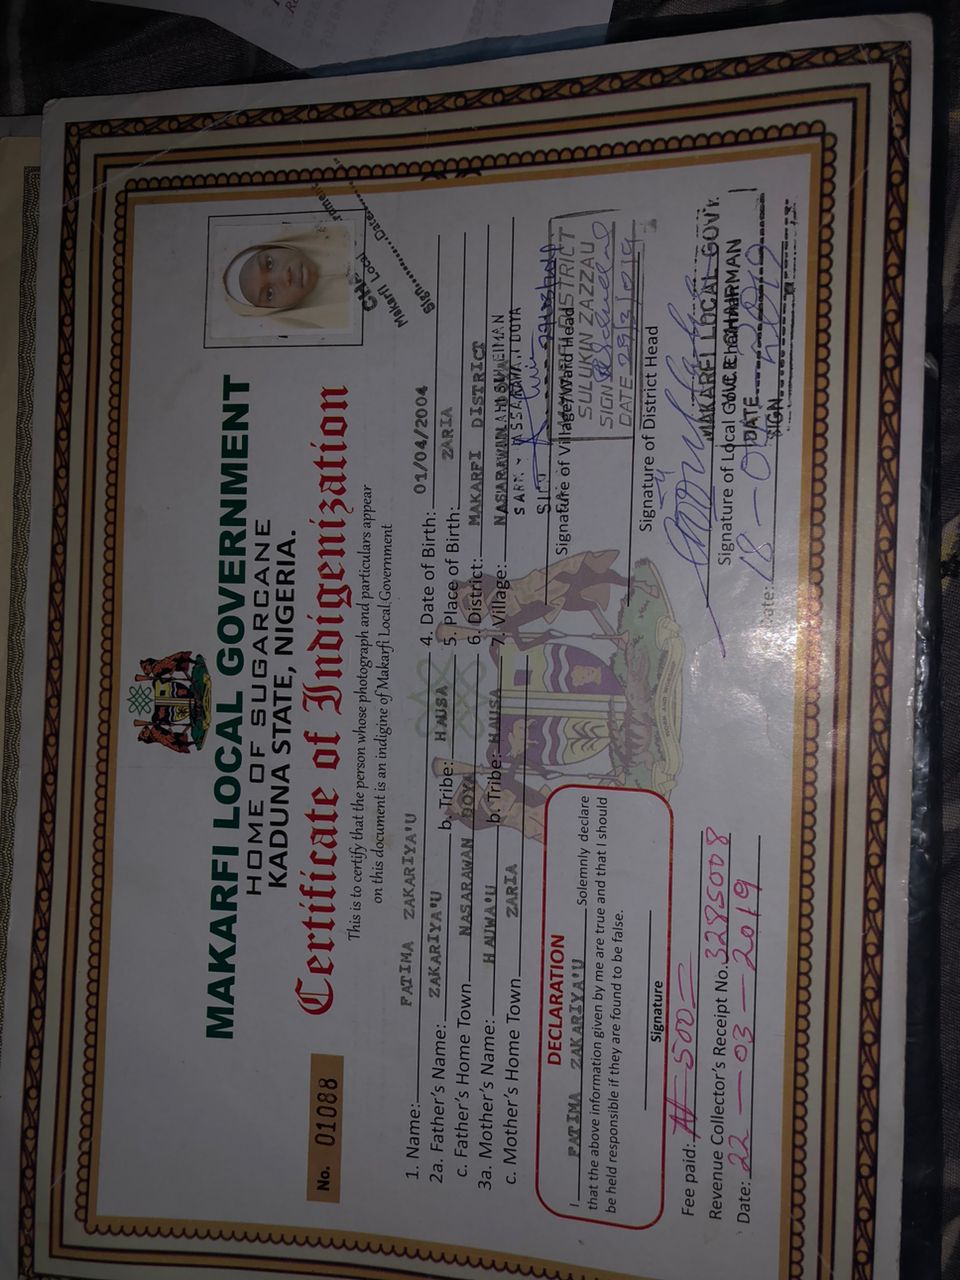 MAKARFI LOCAL GOVERNMENT
HOME OF SUGARCANE
KADUNA STATE, NIGERIA.
No. 01088
Certificate of Indigenization
This is to certify that the person whose photograph and particulars appear
on this document is an indigine of Makarfi Local Government
Makarfi Local
Date
Sign
1. Name: FATIMA ZAKARIYA'U
2a. Father's Name: ZAKARIYA'U b. Tribe: HAUSA
c. Father's Home Town NASARAWAN DOYA
3a. Mother's Name: HAUWA'U b. Tribe: HAUSA
c. Mother's Home Town ZARIA
4. Date of Birth: 01/04/2004
5. Place of Birth: ZARIA
6. District: MAKARFI DISTRICT
7. Village: NASARAWAN
DECLARATION
I FATIMA ZAKARIYA'U Solemnly declare
that the above information given by me are true and that I should
be held responsible if they are found to be false.
Signature
Fee paid: ₦ 500=
Revenue Collector's Receipt No. 32850008
Date: 22-03-2019
Signature of Village/Ward Head
DISTRICT
SULUKIN ZAZZAU
SIGN
DATE 29/3/2019
Signature of District Head
MAKARFI LOCAL GOVT.
Signature of Local Govt.
CHAIRMAN
DATE
SIGN
Date: 18-0
2019